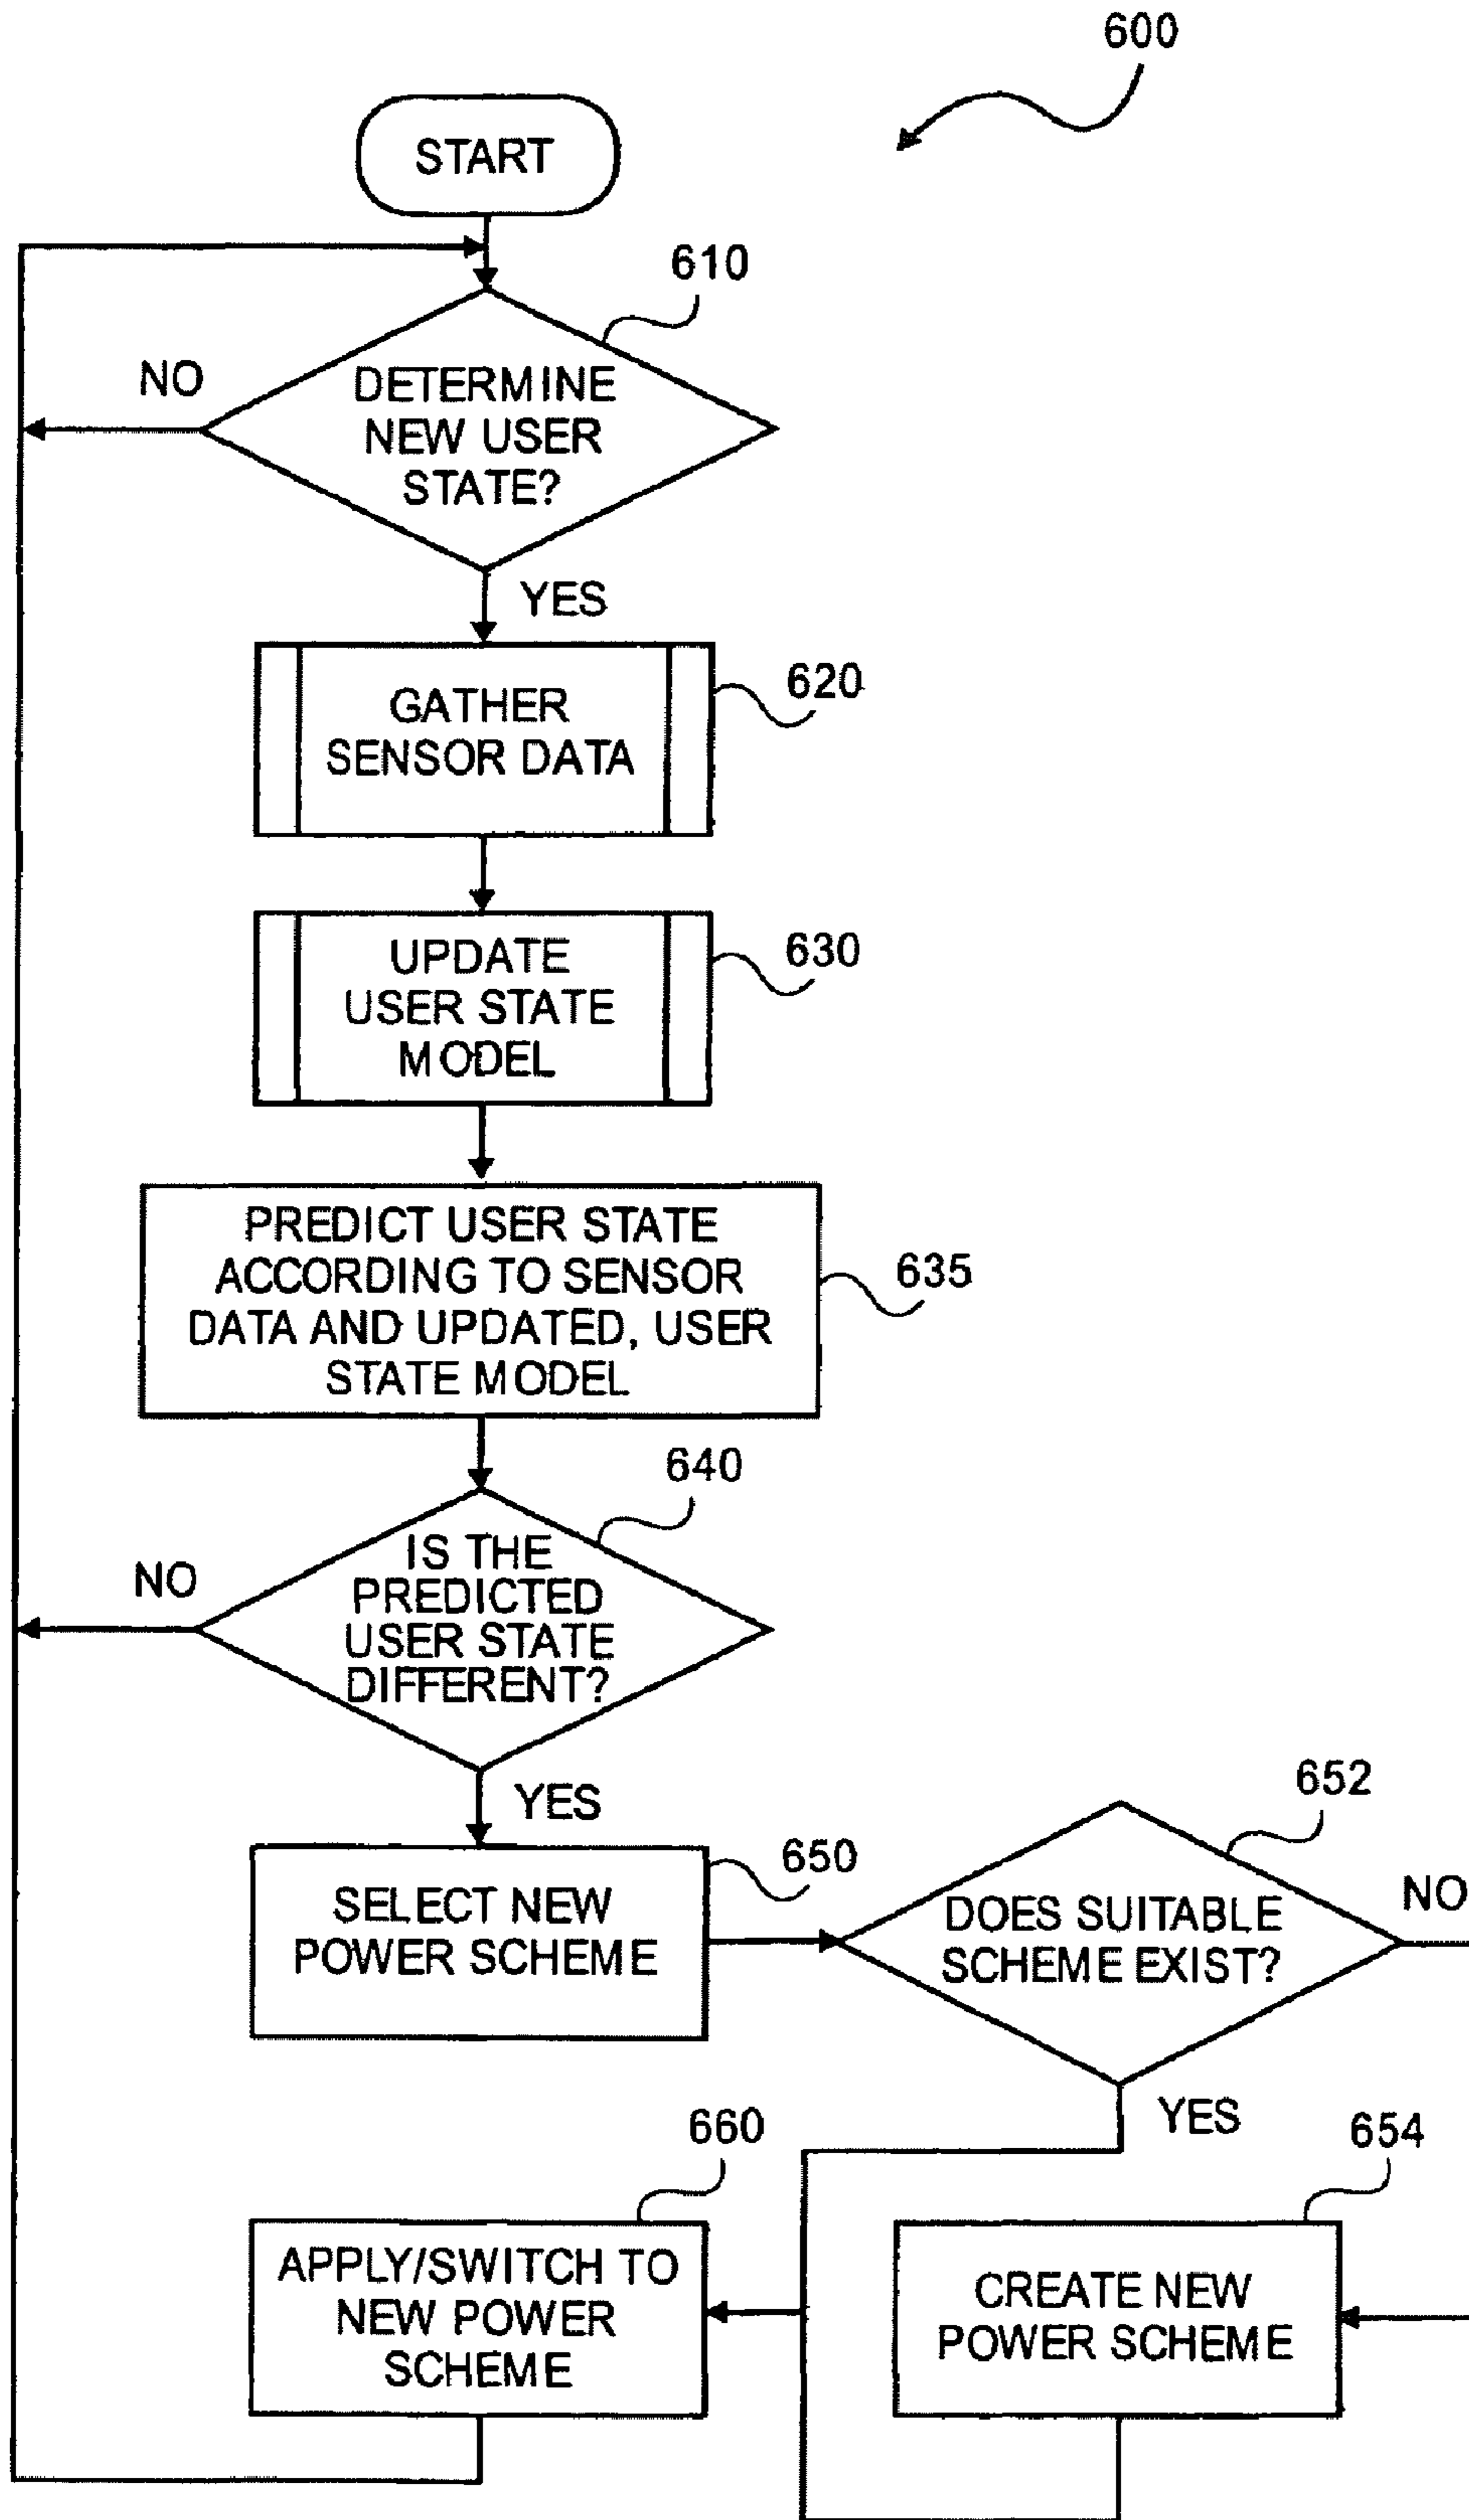 600
START
610
NO
DETERMINE
NEW USER
STATE?
YES
GATHER
SENSOR DATA
620
UPDATE
USER STATE
MODEL
630
PREDICT USER STATE
ACCORDING TO SENSOR
DATA AND UPDATED, USER
STATE MODEL
635
640
NO
IS THE
PREDICTED
USER STATE
DIFFERENT?
YES
SELECT NEW
POWER SCHEME
650
652
DOES SUITABLE
SCHEME EXIST?
NO
YES
660
APPLY/SWITCH TO
NEW POWER
SCHEME
654
CREATE NEW
POWER SCHEME